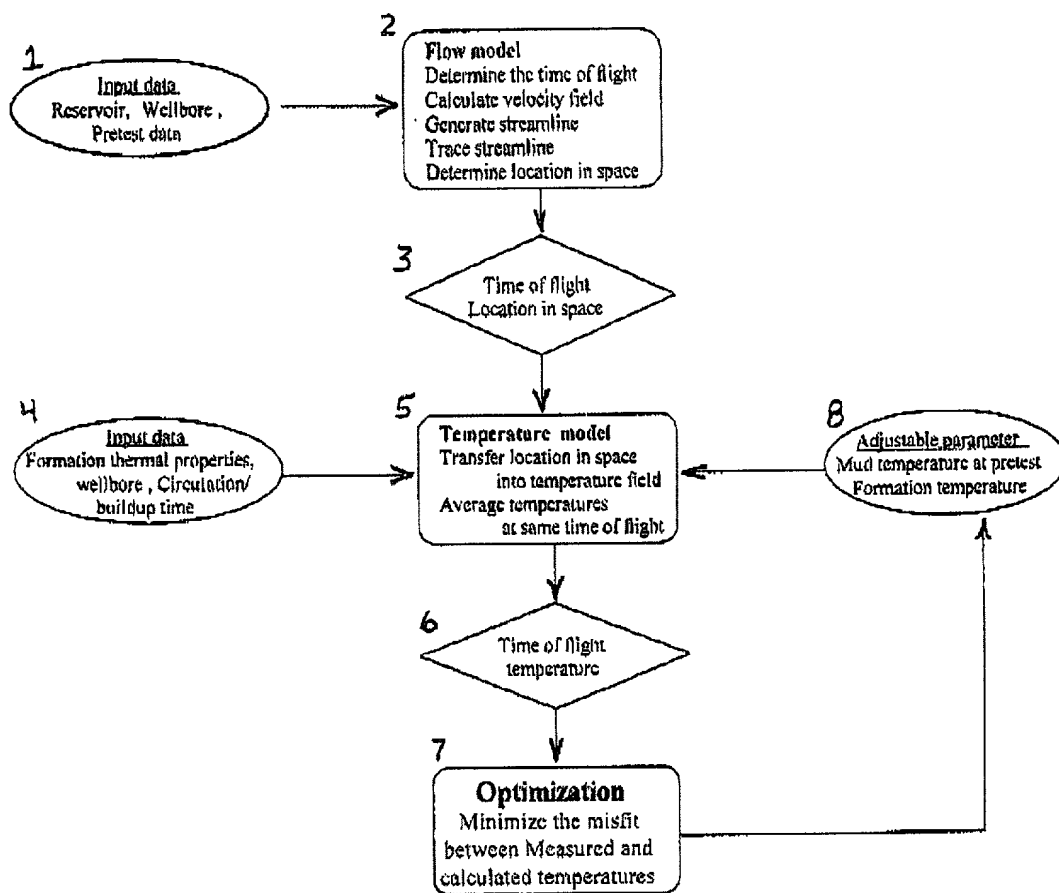 1
Input data
Reservoir, Wellbore,
Pretest data
2
Flow model
Determine the time of flight
Calculate velocity field
Generate streamline
Trace streamline
Determine location in space
3
Time of flight
Location in space
4
Input data
Formation thermal properties,
wellbore, Circulation/
buildup time
5
Temperature model
Transfer location in space
into temperature field
Average temperatures
at same time of flight
8
Adjustable parameter
Mud temperature at pretest
Formation temperature
6
Time of flight
temperature
7
Optimization
Minimize the misfit
between Measured and
calculated temperatures